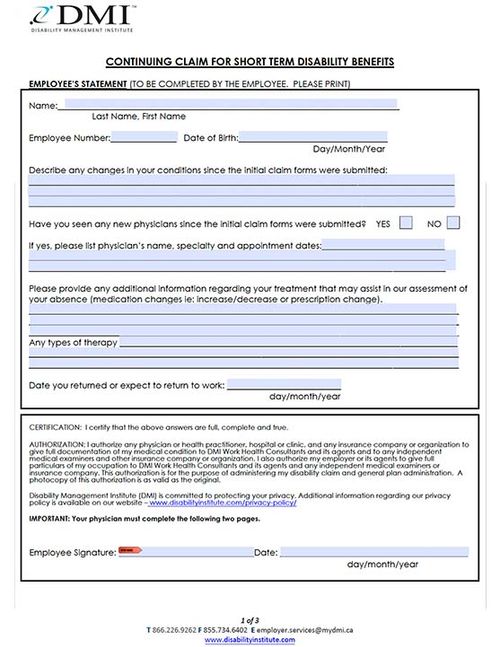 DMI™
DISABILITY MANAGEMENT INSTITUTE
CONTINUING CLAIM FOR SHORT TERM DISABILITY BENEFITS
EMPLOYEE'S STATEMENT (TO BE COMPLETED BY THE EMPLOYEE. PLEASE PRINT)
Name:
Last Name, First Name
Employee Number: Date of Birth:
Day/Month/Year
Describe any changes in your conditions since the initial claim forms were submitted:
Have you seen any new physicians since the initial claim forms were submitted? YES NO
If yes, please list physician's name, specialty and appointment dates:
Please provide any additional information regarding your treatment that may assist in our assessment of
your absence (medication changes ie: increase/decrease or prescription change).
Any types of therapy
Date you returned or expect to return to work:
day/month/year
CERTIFICATION: I certify that the above answers are full, complete and true.
AUTHORIZATION: I authorize any physician or health practitioner, hospital or clinic, and any insurance company or organization to
give full documentation of my medical condition to DMI Work Health Consultants and its agents and to any independent
medical examiners and other insurance company or organization. I also authorize my employer or its agents to give full
particulars of my occupation to DMI Work Health Consultants and its agents and any independent medical examiners or
insurance company. This authorization is for the purpose of administering my disability claim and general plan administration. A
photocopy of this authorization is as valid as the original.
Disability Management Institute (DMI) is committed to protecting your privacy. Additional information regarding our privacy
policy is available on our website – www.disabilityinstitute.com/privacy-policy/
IMPORTANT: Your physician must complete the following two pages.
Employee Signature: Date:
day/month/year
1 of 3
T 866.226.9262 F 855.734.6402 E employer.services@mydmi.ca
www.disabilityinstitute.com